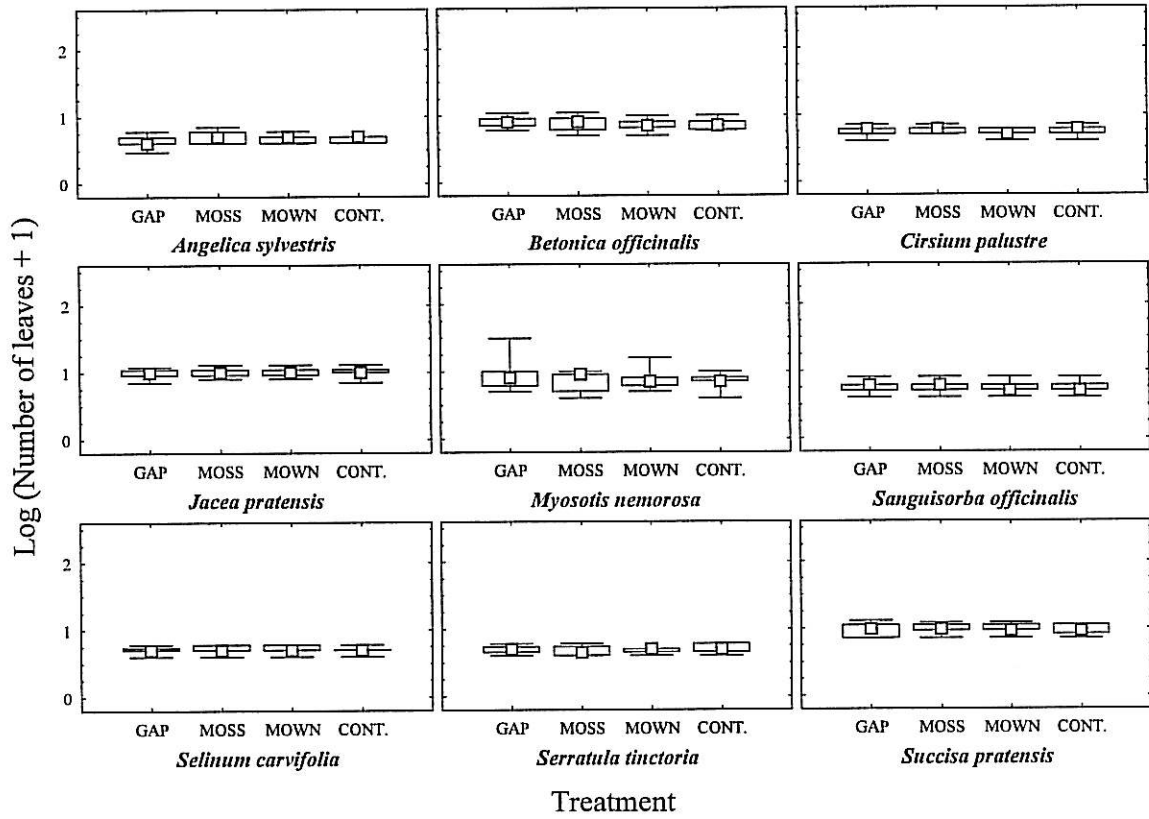 Log (Number of leaves + 1)
2
1
0
GAP MOSS MOWN CONT.
Angelica sylvestris
GAP MOSS MOWN CONT.
Betonica officinalis
GAP MOSS MOWN CONT.
Cirsium palustre
2
1
0
GAP MOSS MOWN CONT.
Jacea pratensis
GAP MOSS MOWN CONT.
Myosotis nemorosa
GAP MOSS MOWN CONT.
Sanguisorba officinalis
2
1
0
GAP MOSS MOWN CONT.
Selinum carvifolia
GAP MOSS MOWN CONT.
Serratula tinctoria
GAP MOSS MOWN CONT.
Succisa pratensis
Treatment